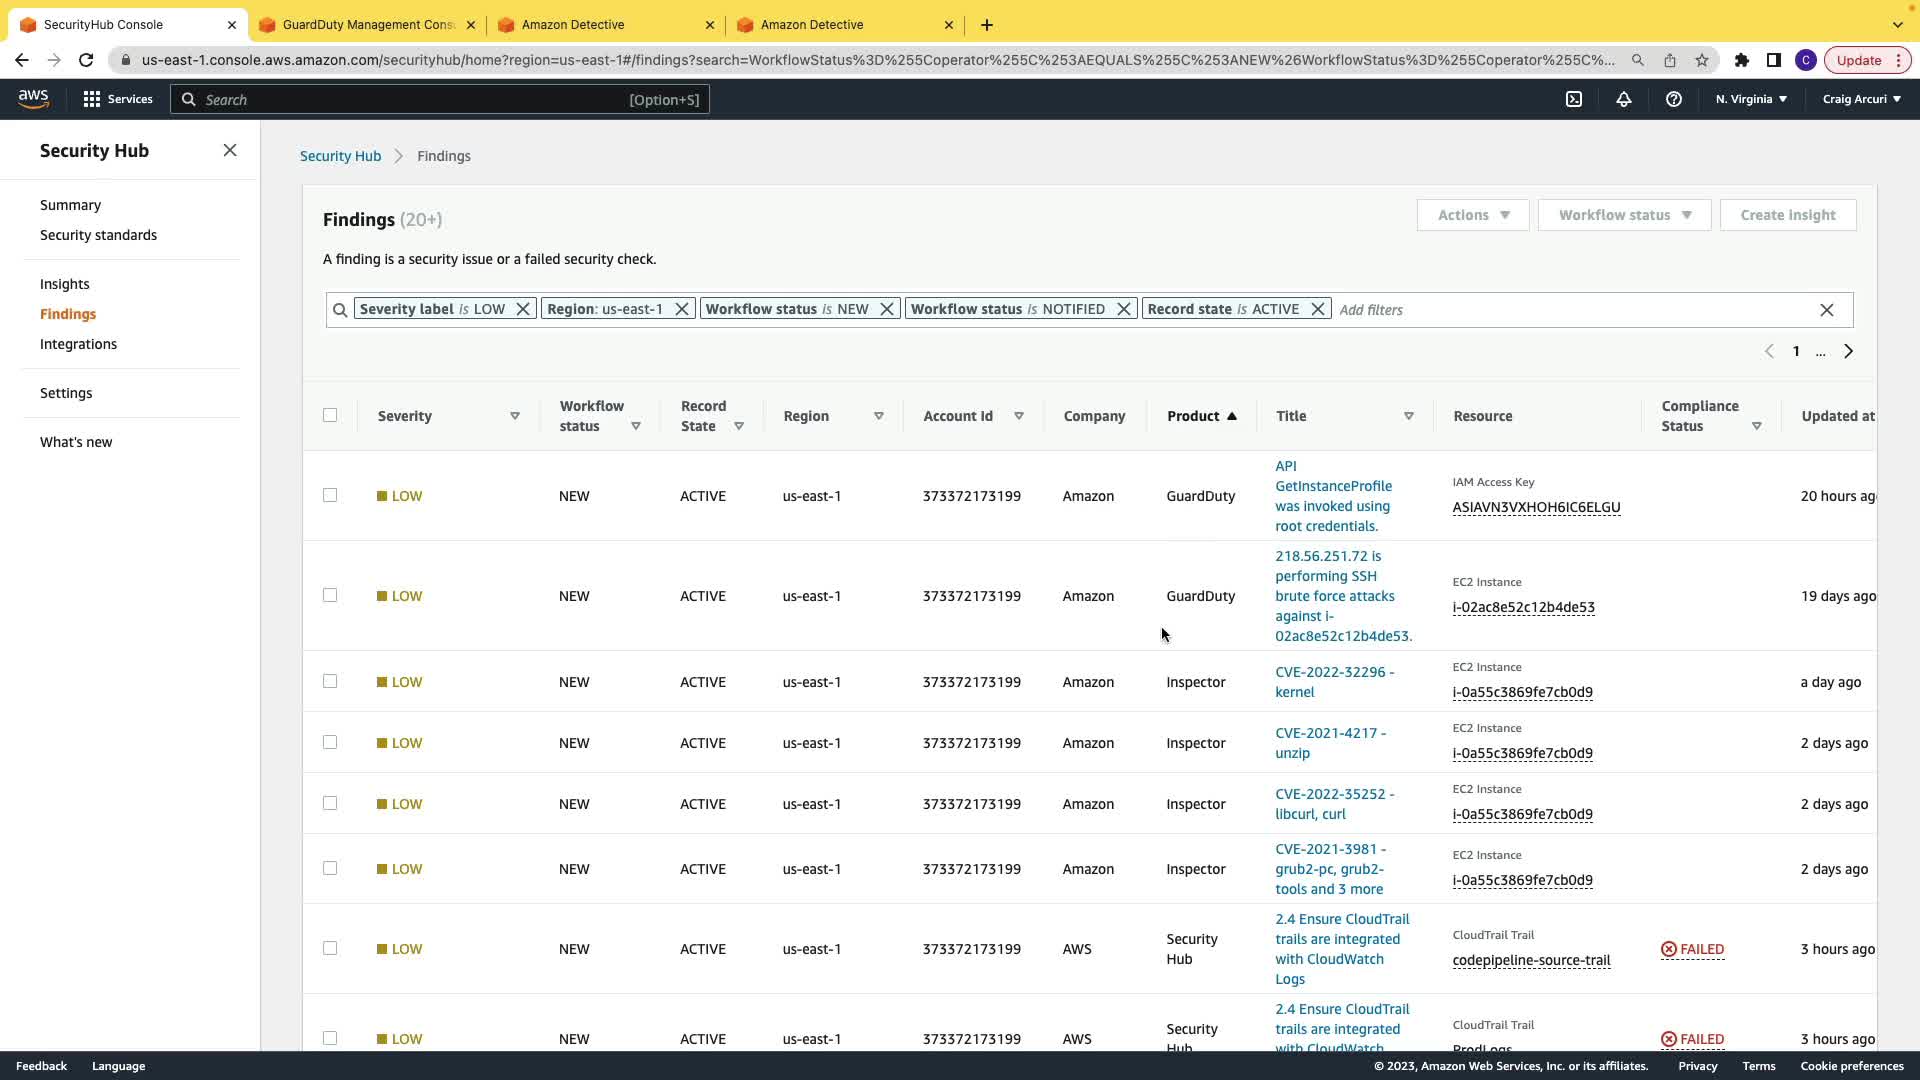 SecurityHub Console
GuardDuty Management Cons
Amazon Detective
Amazon Detective
us-east-1.console.aws.amazon.com/securityhub/home?region=us-east-1#/findings?search=WorkflowStatus%3D%255Coperator%255C%253AEQUALS%255C%253ANEW%26WorkflowStatus%3D%255Coperator%255C%...
C
Update
aws
Services
Search
[Option+S]
N. Virginia
Craig Arcuri
Security Hub
Summary
Security standards
Insights
Findings
Integrations
Settings
What's new
Security Hub
Findings
Findings (20+)
Actions
Workflow status
Create insight
A finding is a security issue or a failed security check.
Severity label is LOW
Region: us-east-1
Workflow status is NEW
Workflow status is NOTIFIED
Record state is ACTIVE
Add filters
1 ...
Severity
Workflow
status
Record
State
Region
Account Id
Company
Product
Title
Resource
Compliance
Status
Updated at
LOW
NEW
ACTIVE
us-east-1
373372173199
Amazon
GuardDuty
API
GetInstanceProfile
was invoked using
root credentials.
IAM Access Key
ASIAVN3VXHOH6IC6ELGU
20 hours ag
LOW
NEW
ACTIVE
us-east-1
373372173199
Amazon
GuardDuty
218.56.251.72 is
performing SSH
brute force attacks
against i-
02ac8e52c12b4de53.
EC2 Instance
i-02ac8e52c12b4de53
19 days ago
LOW
NEW
ACTIVE
us-east-1
373372173199
Amazon
Inspector
CVE-2022-32296 -
kernel
EC2 Instance
i-0a55c3869fe7cb0d9
a day ago
LOW
NEW
ACTIVE
us-east-1
373372173199
Amazon
Inspector
CVE-2021-4217 -
unzip
EC2 Instance
i-0a55c3869fe7cb0d9
2 days ago
LOW
NEW
ACTIVE
us-east-1
373372173199
Amazon
Inspector
CVE-2022-35252 -
libcurl, curl
EC2 Instance
i-0a55c3869fe7cb0d9
2 days ago
LOW
NEW
ACTIVE
us-east-1
373372173199
Amazon
Inspector
CVE-2021-3981 -
grub2-pc, grub2-
tools and 3 more
EC2 Instance
i-0a55c3869fe7cb0d9
2 days ago
LOW
NEW
ACTIVE
us-east-1
373372173199
AWS
Security
Hub
2.4 Ensure CloudTrail
trails are integrated
with CloudWatch
Logs
CloudTrail Trail
codepipeline-source-trail
FAILED
3 hours ago
LOW
NEW
ACTIVE
us-east-1
373372173199
AWS
Security
Hub
2.4 Ensure CloudTrail
trails are integrated
with CloudWatch
CloudTrail Trail
ProdLogs
FAILED
3 hours ago
Feedback
Language
© 2023, Amazon Web Services, Inc. or its affiliates.
Privacy
Terms
Cookie preferences